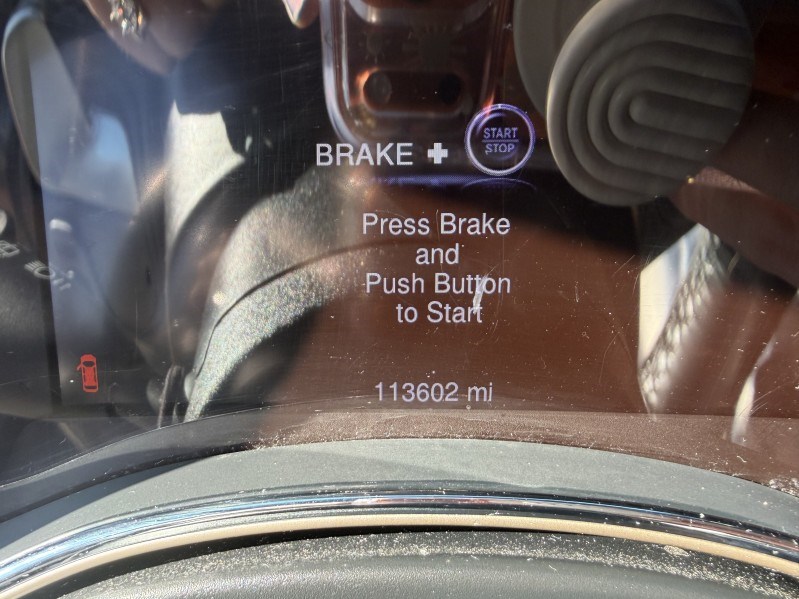 BRAKE + START
STOP
Press Brake
and
Push Button
to Start
113602 mi